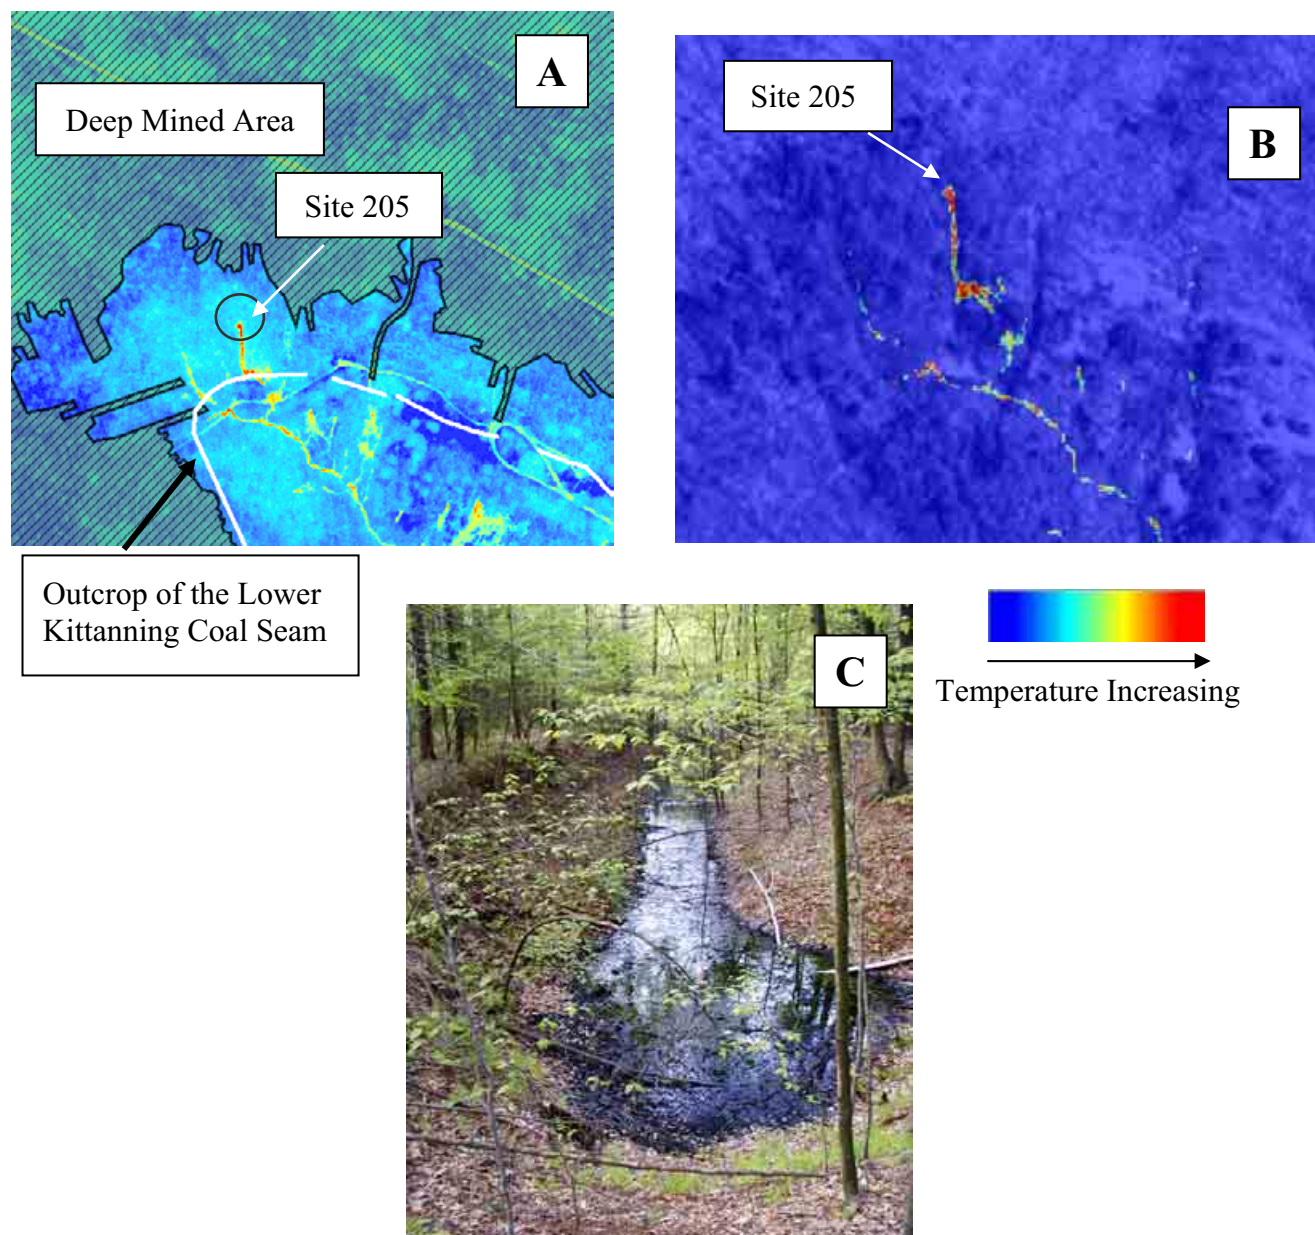 A
Deep Mined Area
Site 205
Outcrop of the Lower
Kittanning Coal Seam
Site 205
B
Temperature Increasing
C